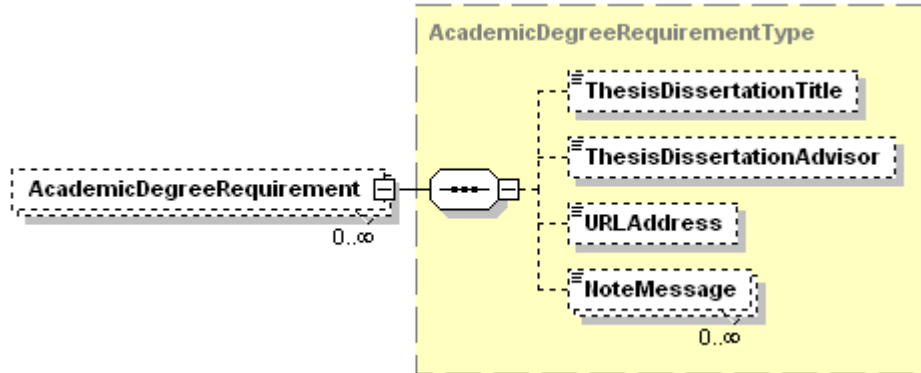 AcademicDegreeRequirementType
ThesisDissertationTitle
ThesisDissertationAdvisor
AcademicDegreeRequirement
0..∞
URLAddress
NoteMessage
0..∞